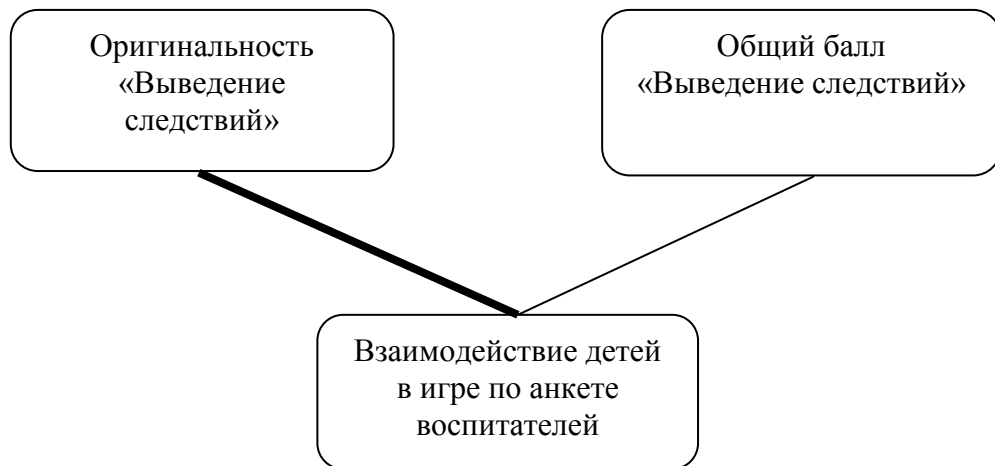 Оригинальность
«Выведение
следствий»
Общий балл
«Выведение следствий»
Взаимодействие детей
в игре по анкете
воспитателей